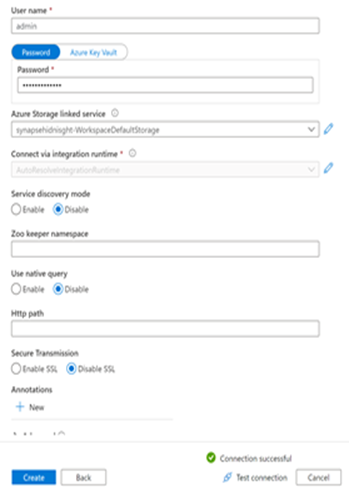 User name *
admin
Password Azure Key Vault
Password *
•••••••••••••
Azure Storage linked service
synapsehidnisght-WorkspaceDefaultStorage
Connect via integration runtime *
AutoResolveIntegrationRuntime
Service discovery mode
Enable Disable
Zoo keeper namespace
Use native query
Enable Disable
Http path
Secure Transmission
Enable SSL Disable SSL
Annotations
+ New
Connection successful
Create Back Test connection Cancel